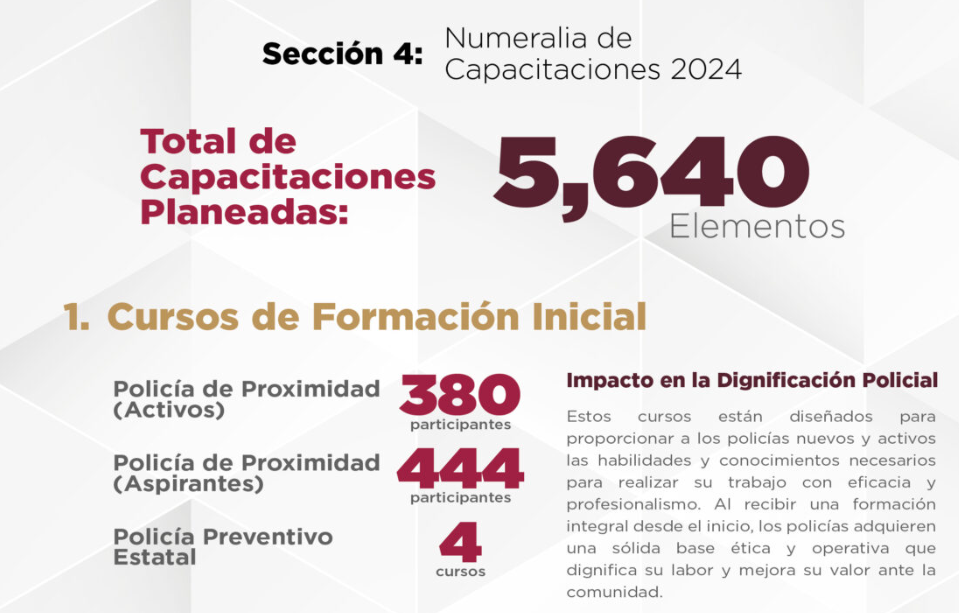 Sección 4:
Numeralia de
Capacitaciones 2024
Total de
Capacitaciones
Planeadas:
5,640
Elementos
1. Cursos de Formación Inicial
Policía de Proximidad
(Activos)
380
participantes
Policía de Proximidad
(Aspirantes)
444
participantes
Policía Preventivo
Estatal
4
cursos
Impacto en la Dignificación Policial
Estos cursos están diseñados para
proporcionar a los policías nuevos y activos
las habilidades y conocimientos necesarios
para realizar su trabajo con eficacia y
profesionalismo. Al recibir una formación
integral desde el inicio, los policías adquieren
una sólida base ética y operativa que
dignifica su labor y mejora su valor ante la
comunidad.